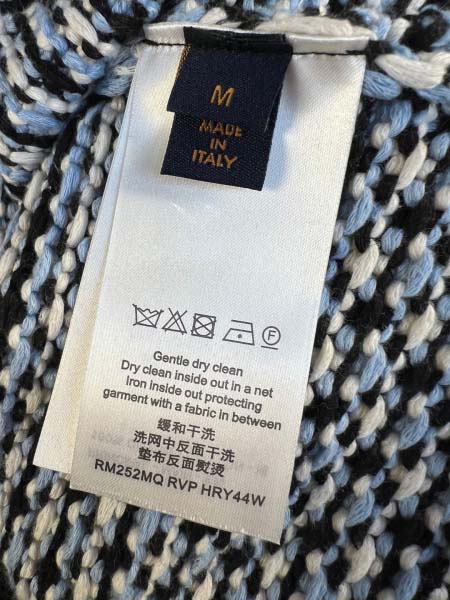 M
MADE
IN
ITALY
Gentle dry clean
Dry clean inside out in a net
Iron inside out protecting
garment with a fabric in between
缓和干洗
洗网中反面干洗
垫布反面熨烫
RM252MQ RVP HRY44W